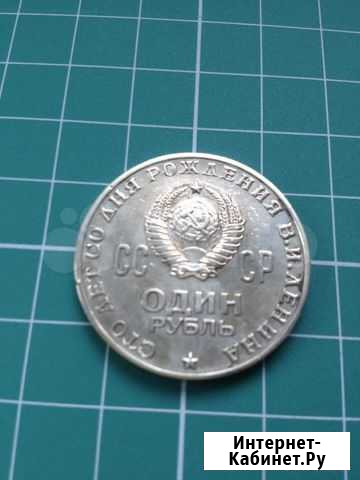 СТО ЛЕТ СО ДНЯ РОЖДЕНИЯ В.И.ЛЕНИНА
СС СР
ОДИН
РУБЛЬ
Интернет-
Кабинет.Ру